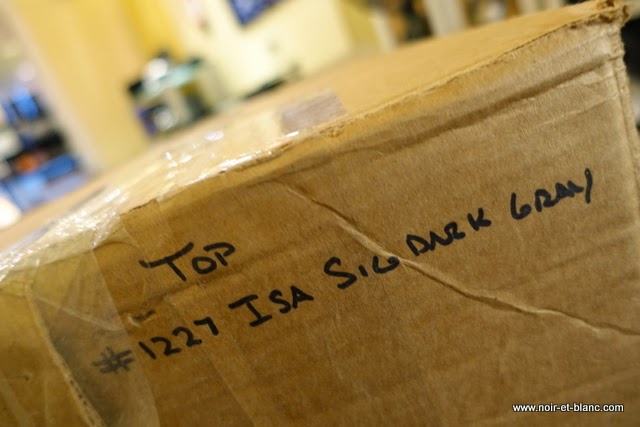 TOP
#1227 ISA SIG DARK GRAY
www.noir-et-blanc.com